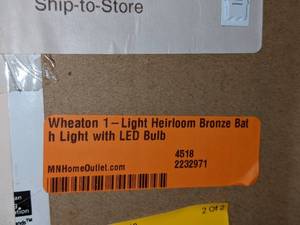 Ship-to-Store
Wheaton 1-Light Heirloom Bronze Bat
h Light with LED Bulb
4518
MNHomeOutlet.com 2232971
2 Of 2